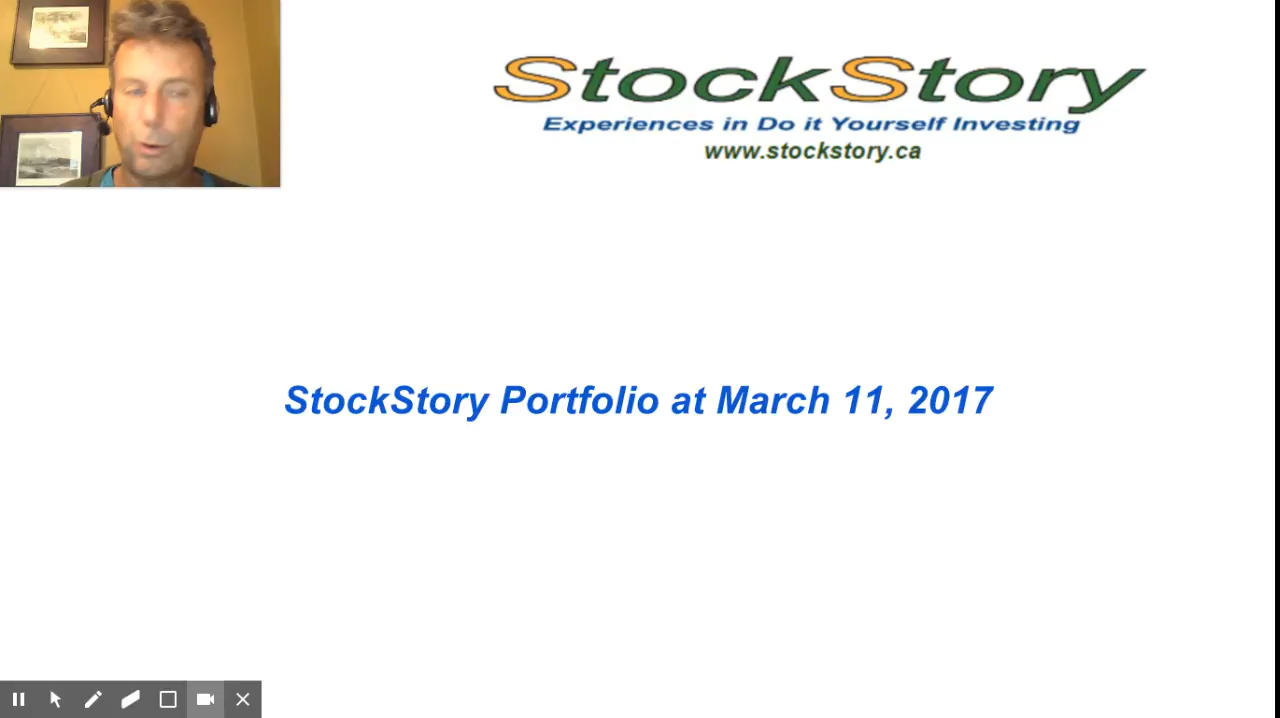 StockStory
Experiences in Do it Yourself Investing
www.stockstory.ca
StockStory Portfolio at March 11, 2017